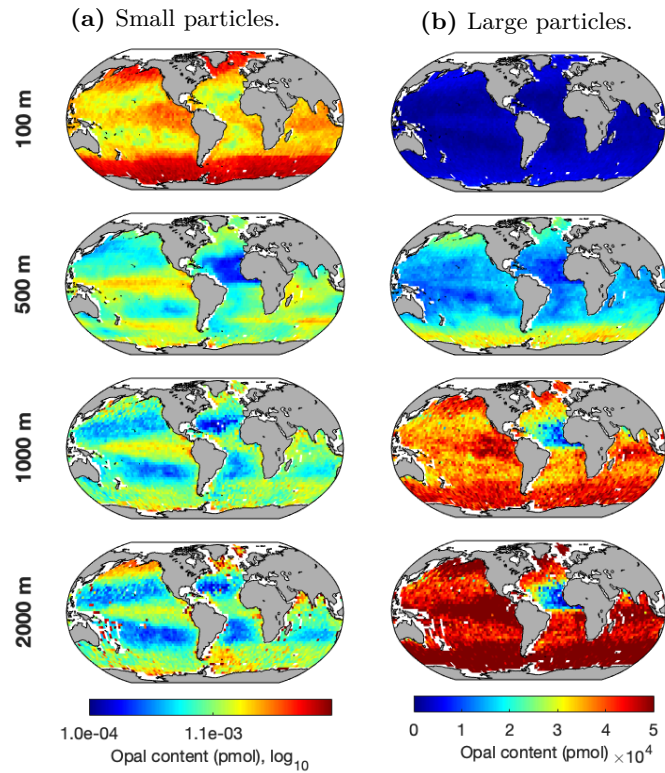 (a) Small particles.
(b) Large particles.
100 m
500 m
1000 m
2000 m
1.0e-04 1.1e-03
Opal content (pmol), log10
0 1 2 3 4 5
Opal content (pmol) ×10^4